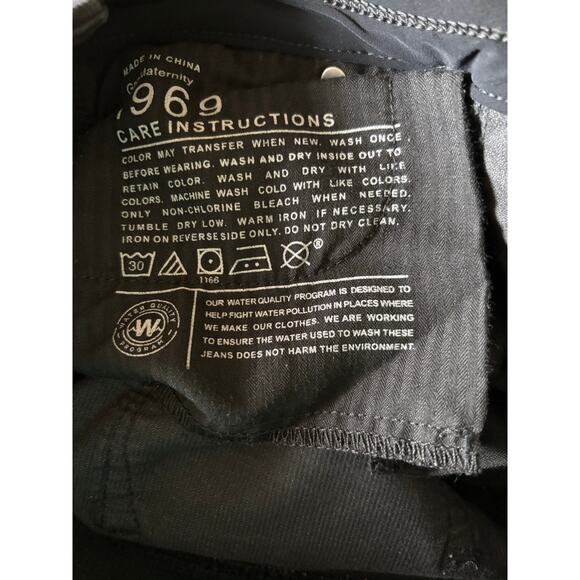 MADE IN CHINA
Maternity
1969
CARE INSTRUCTIONS
COLOR MAY TRANSFER WHEN NEW. WASH ONCE
BEFORE WEARING. WASH AND DRY INSIDE OUT TO
RETAIN COLOR. WASH AND DRY WITH LIKE
COLORS. MACHINE WASH COLD WITH LIKE COLORS.
ONLY NON-CHLORINE BLEACH WHEN NEEDED.
TUMBLE DRY LOW. WARM IRON IF NECESSARY.
IRON ON REVERSE SIDE ONLY. DO NOT DRY CLEAN.
30
®
1166
WATER QUALITY
W
PROGRAM
OUR WATER QUALITY PROGRAM IS DESIGNED TO
HELP FIGHT WATER POLLUTION IN PLACES WHERE
WE MAKE OUR CLOTHES. WE ARE WORKING
TO ENSURE THE WATER USED TO WASH THESE
JEANS DOES NOT HARM THE ENVIRONMENT.